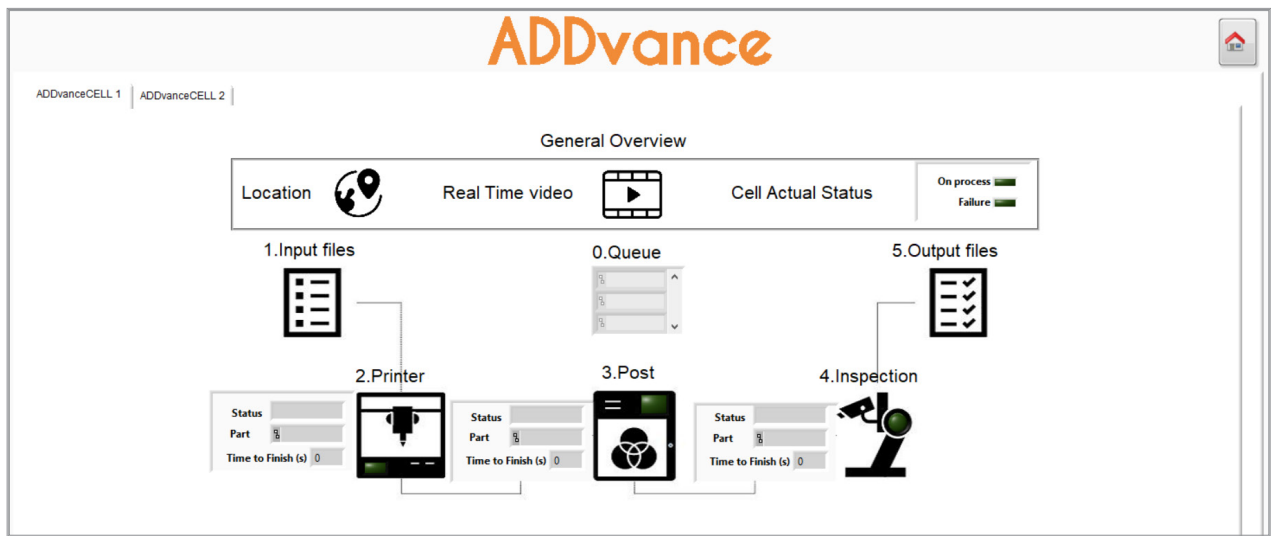 ADDvance
ADDvanceCELL 1 ADDvanceCELL 2
General Overview
Location Real Time video Cell Actual Status On process
Failure
1.Input files 0.Queue 5.Output files
2.Printer 3.Post 4.Inspection
Status
Part
Time to Finish (s) 0
Status
Part
Time to Finish (s) 0
Status
Part
Time to Finish (s) 0